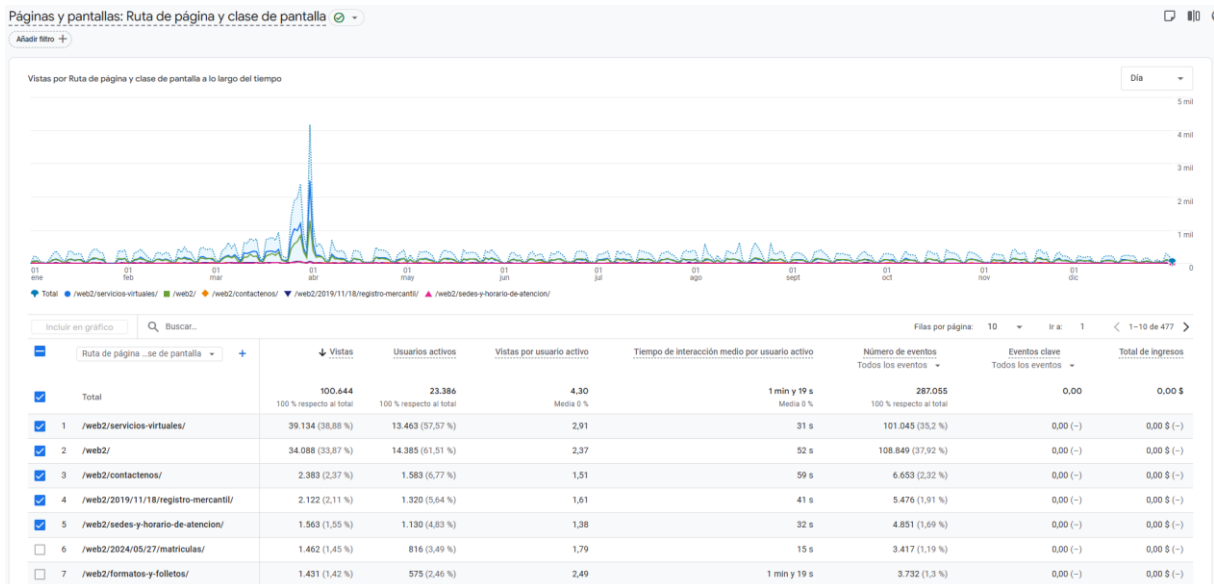 Páginas y pantallas: Ruta de página y clase de pantalla
Añadir filtro +
Vistas por Ruta de página y clase de pantalla a lo largo del tiempo
Día
5 mil
4 mil
3 mil
2 mil
1 mil
0
01 01 01 01 01 01 01 01 01 01 01 01
ene feb mar abr may jun jul ago sept oct nov dic
Total /web2/servicios-virtuales/ /web2/ /web2/contactenos/ /web2/2019/11/18/registro-mercantil/ /web2/sedes-y-horario-de-atencion/
Incluir en gráfico Buscar... Filas por página: 10 Ir a: 1 1-10 de 477
Ruta de página ...se de pantalla + Vistas Usuarios activos Vistas por usuario activo Tiempo de interacción medio por usuario activo Número de eventos Eventos clave Total de ingresos
Todos los eventos Todos los eventos
Total 100.644 23.386 4,30 1 min y 19 s 287.055 0,00 0,00 $
100 % respecto al total 100 % respecto al total Media 0 % Media 0 % 100 % respecto al total
1 /web2/servicios-virtuales/ 39.134 (38,88 %) 13.463 (57,57 %) 2,91 31 s 101.045 (35,2 %) 0,00 (–) 0,00 $ (–)
2 /web2/ 34.088 (33,87 %) 14.385 (61,51 %) 2,37 52 s 108.849 (37,92 %) 0,00 (–) 0,00 $ (–)
3 /web2/contactenos/ 2.383 (2,37 %) 1.583 (6,77 %) 1,51 59 s 6.653 (2,32 %) 0,00 (–) 0,00 $ (–)
4 /web2/2019/11/18/registro-mercantil/ 2.122 (2,11 %) 1.320 (5,64 %) 1,61 41 s 5.476 (1,91 %) 0,00 (–) 0,00 $ (–)
5 /web2/sedes-y-horario-de-atencion/ 1.563 (1,55 %) 1.130 (4,83 %) 1,38 32 s 4.851 (1,69 %) 0,00 (–) 0,00 $ (–)
6 /web2/2024/05/27/matriculas/ 1.462 (1,45 %) 816 (3,49 %) 1,79 15 s 3.417 (1,19 %) 0,00 (–) 0,00 $ (–)
7 /web2/formatos-y-folletos/ 1.431 (1,42 %) 575 (2,46 %) 2,49 1 min y 19 s 3.732 (1,3 %) 0,00 (–) 0,00 $ (–)